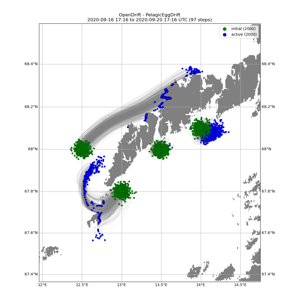 OpenDrift - PelagicEggDrift
2020-09-16 17:16 to 2020-09-20 17:16 UTC (97 steps)
initial (2000)
active (2000)
68.4°N
68.4°N
68.2°N
68.2°N
68°N
68°N
67.8°N
67.8°N
67.6°N
67.6°N
67.4°N
67.4°N
12°E
12.5°E
13°E
13.5°E
14°E
14.5°E